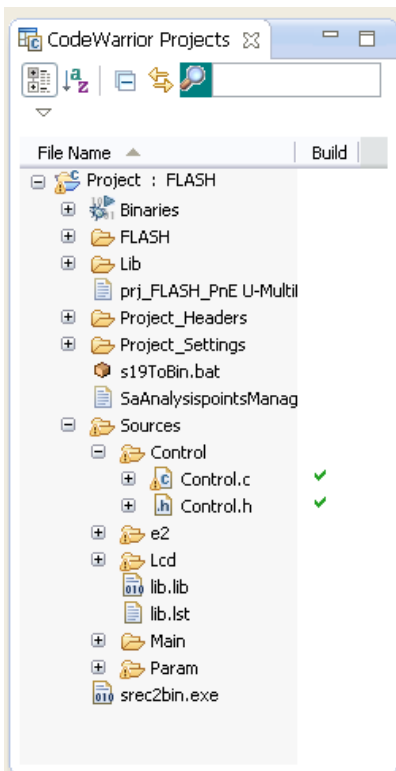 CodeWarrior Projects
File Name Build
Project : FLASH
Binaries
FLASH
Lib
prj_FLASH_PnE U-Multil
Project_Headers
Project_Settings
s19ToBin.bat
SaAnalysispointsManag
Sources
Control
Control.c
Control.h
e2
Lcd
lib.lib
lib.lst
Main
Param
srec2bin.exe